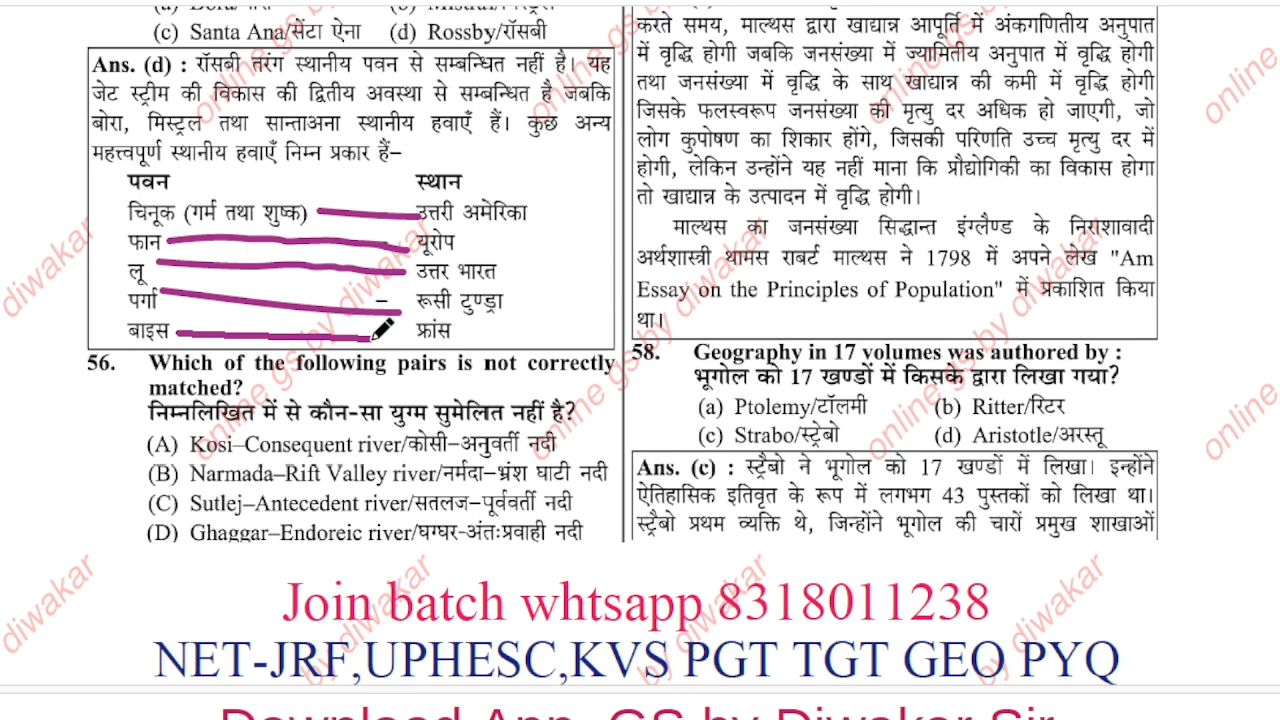 (c) Santa Ana/सेंटा ऐना (d) Rossby/रॉसबी
Ans. (d) : रॉसबी तरंग स्थानीय पवन से सम्बन्धित नहीं है। यह
जेट स्ट्रीम की विकास की द्वितीय अवस्था से सम्बन्धित है जबकि
बोरा, मिस्ट्रल तथा सान्ताअना स्थानीय हवाएँ हैं। कुछ अन्य
महत्त्वपूर्ण स्थानीय हवाएँ निम्न प्रकार हैं–
पवन स्थान
चिनूक (गर्म तथा शुष्क) उत्तरी अमेरिका
फान यूरोप
लू उत्तर भारत
पर्गा – रूसी टुण्ड्रा
बाइस फ्रांस
56. Which of the following pairs is not correctly
matched?
निम्नलिखित में से कौन-सा युग्म सुमेलित नहीं है?
(A) Kosi–Consequent river/कोसी–अनुवर्ती नदी
(B) Narmada–Rift Valley river/नर्मदा–भ्रंश घाटी नदी
(C) Sutlej–Antecedent river/सतलज–पूर्ववर्ती नदी
(D) Ghaggar–Endoreic river/घग्घर-अंतःप्रवाही नदी
करते समय, माल्थस द्वारा खाद्यान्न आपूर्ति में अंकगणितीय अनुपात
में वृद्धि होगी जबकि जनसंख्या में ज्यामितीय अनुपात में वृद्धि होगी
तथा जनसंख्या में वृद्धि के साथ खाद्यान्न की कमी में वृद्धि होगी
जिसके फलस्वरूप जनसंख्या की मृत्यु दर अधिक हो जाएगी, जो
लोग कुपोषण का शिकार होंगे, जिसकी परिणति उच्च मृत्यु दर में
होगी, लेकिन उन्होंने यह नहीं माना कि प्रौद्योगिकी का विकास होगा
तो खाद्यान्न के उत्पादन में वृद्धि होगी।
माल्थस का जनसंख्या सिद्धान्त इंग्लैण्ड के निराशावादी
अर्थशास्त्री थामस राबर्ट माल्थस ने 1798 में अपने लेख "Am
Essay on the Principles of Population" में प्रकाशित किया
था।
58. Geography in 17 volumes was authored by :
भूगोल को 17 खण्डों में किसके द्वारा लिखा गया?
(a) Ptolemy/टॉलमी (b) Ritter/रिटर
(c) Strabo/स्ट्रेबो (d) Aristotle/अरस्तू
Ans. (c) : स्ट्रैबो ने भूगोल को 17 खण्डों में लिखा। इन्होंने
ऐतिहासिक इतिवृत के रूप में लगभग 43 पुस्तकों को लिखा था।
स्ट्रैबो प्रथम व्यक्ति थे, जिन्होंने भूगोल की चारों प्रमुख शाखाओं
Join batch whtsapp 8318011238
NET-JRF,UPHESC,KVS PGT TGT GEO PYQ
Download App GS by Diwakar Sir